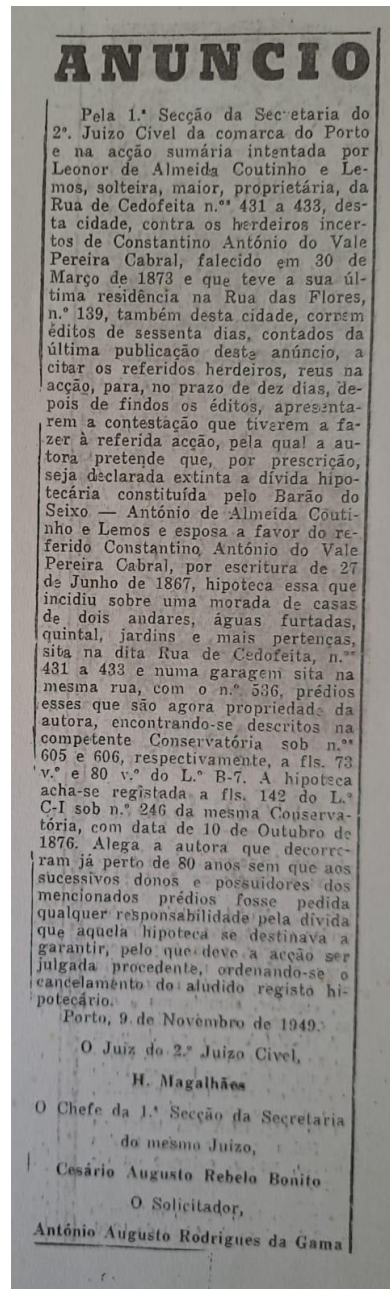 ANUNCIO
Pela 1.ª Secção da Secretaria do
2º. Juizo Cível da comarca do Porto
e na acção sumária intentada por
Leonor de Almeida Coutinho e Le-
mos, solteira, maior, proprietária, da
Rua de Cedofeita n.ºˢ 431 a 433, des-
ta cidade, contra os herdeiros incer-
tos de Constantino António do Vale
Pereira Cabral, falecido em 30 de
Março de 1873 e que teve a sua úl-
tima residência na Rua das Flores,
n.º 139, também desta cidade, correm
éditos de sessenta dias, contados da
última publicação deste anúncio, a
citar os referidos herdeiros, reus na
acção, para, no prazo de dez dias, de-
pois de findos os éditos, apresenta-
rem a contestação que tiverem a fa-
zer à referida acção, pela qual a au-
tora pretende que, por prescrição,
seja declarada extinta a dívida hipo-
tecária constituída pelo Barão do
Seixo — António de Almeida Couti-
nho e Lemos e esposa a favor do re-
ferido Constantino António do Vale
Pereira Cabral, por escritura de 27
de Junho de 1867, hipoteca essa que
incidiu sobre uma morada de casas
de dois andares, águas furtadas,
quintal, jardins e mais pertenças,
sita na dita Rua de Cedofeita, n.ºˢ
431 a 433 e numa garagem sita na
mesma rua, com o n.º 536, prédios
esses que são agora propriedade da
autora, encontrando-se descritos na
competente Conservatória sob n.ºˢ
605 e 606, respectivamente, a fls. 73
v.º e 80 v.º do L.º B-7. A hipoteca
acha-se registada a fls. 142 do L.º
C-I sob n.º 246 da mesma Conserva-
tória, com data de 10 de Outubro de
1876. Alega a autora que decorre-
ram já perto de 80 anos sem que aos
sucessivos donos e possuidores dos
mencionados prédios fosse pedida
qualquer responsabilidade pela dívida
que aquela hipoteca se destinava a
garantir, pelo que deve a acção ser
julgada procedente, ordenando-se o
cancelamento do aludido registo hi-
potecário.
Porto, 9 de Novembro de 1949.
O Juiz do 2.º Juizo Civel,
H. Magalhães
O Chefe da 1.ª Secção da Secretaria
do mesmo Juizo,
Cesário Augusto Rebelo Bonito
O Solicitador,
António Augusto Rodrigues da Gama